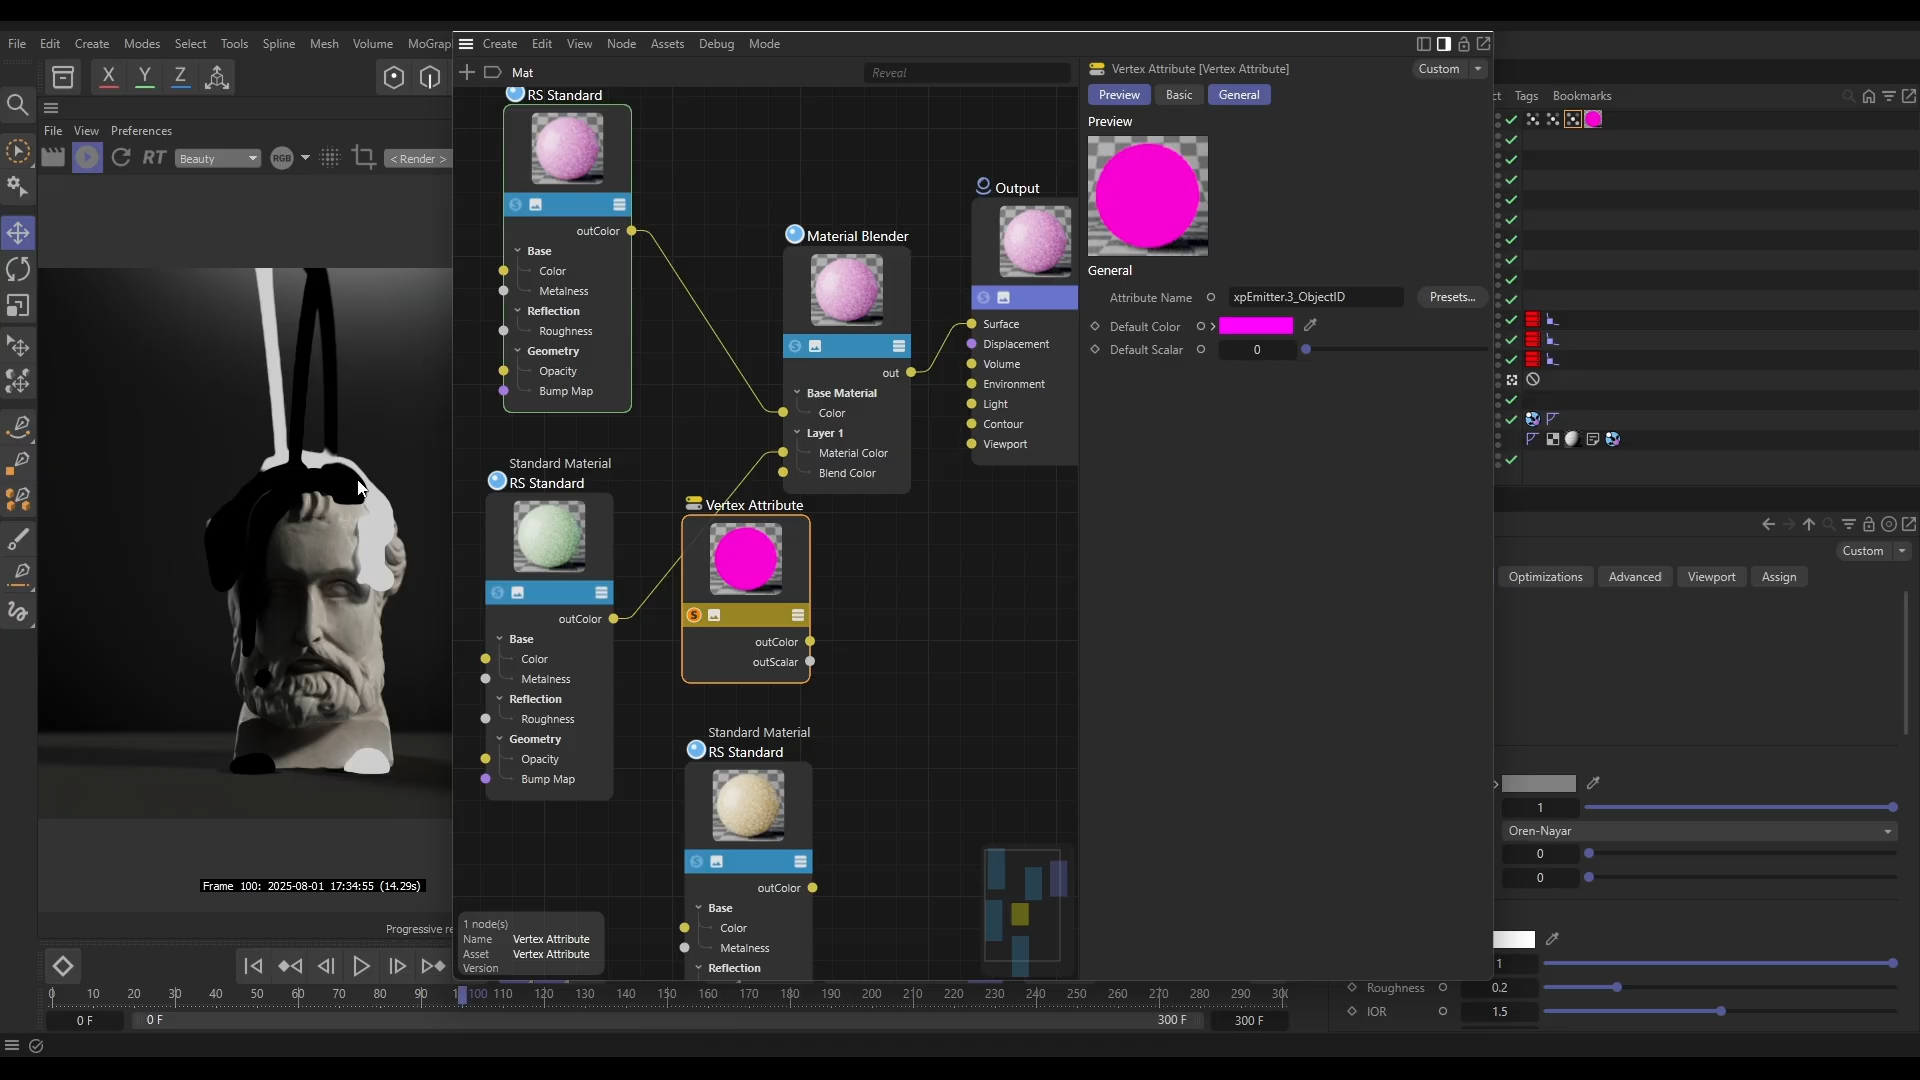 File Edit Create Modes Select Tools Spline Mesh Volume MoGrap
Create Edit View Node Assets Debug Mode
Mat
Reveal
Vertex Attribute [Vertex Attribute]
Custom
Preview Basic General
Preview
General
Attribute Name xpEmitter.3_ObjectID Presets...
Default Color
Default Scalar 0
X Y Z
File View Preferences
RT Beauty RGB < Render >
Frame 100: 2025-08-01 17:34:55 (14.29s)
Progressive re
RS Standard
outColor
Base
Color
Metalness
Reflection
Roughness
Geometry
Opacity
Bump Map
Standard Material
RS Standard
outColor
Base
Color
Metalness
Reflection
Roughness
Geometry
Opacity
Bump Map
Material Blender
out
Base Material
Color
Layer 1
Material Color
Blend Color
Output
Surface
Displacement
Volume
Environment
Light
Contour
Viewport
Vertex Attribute
outColor
outScalar
Standard Material
RS Standard
outColor
Base
Color
Metalness
Reflection
1 node(s)
Name Vertex Attribute
Asset Vertex Attribute
Version
ct Tags Bookmarks
Custom
Optimizations Advanced Viewport Assign
1
Oren-Nayar
0
0
1
Roughness 0.2
IOR 1.5
0 10 20 30 40 50 60 70 80 90 1 100 110 120 130 140 150 160 170 180 190 200 210 220 230 240 250 260 270 280 290 30
0 F 0 F 300 F 300 F